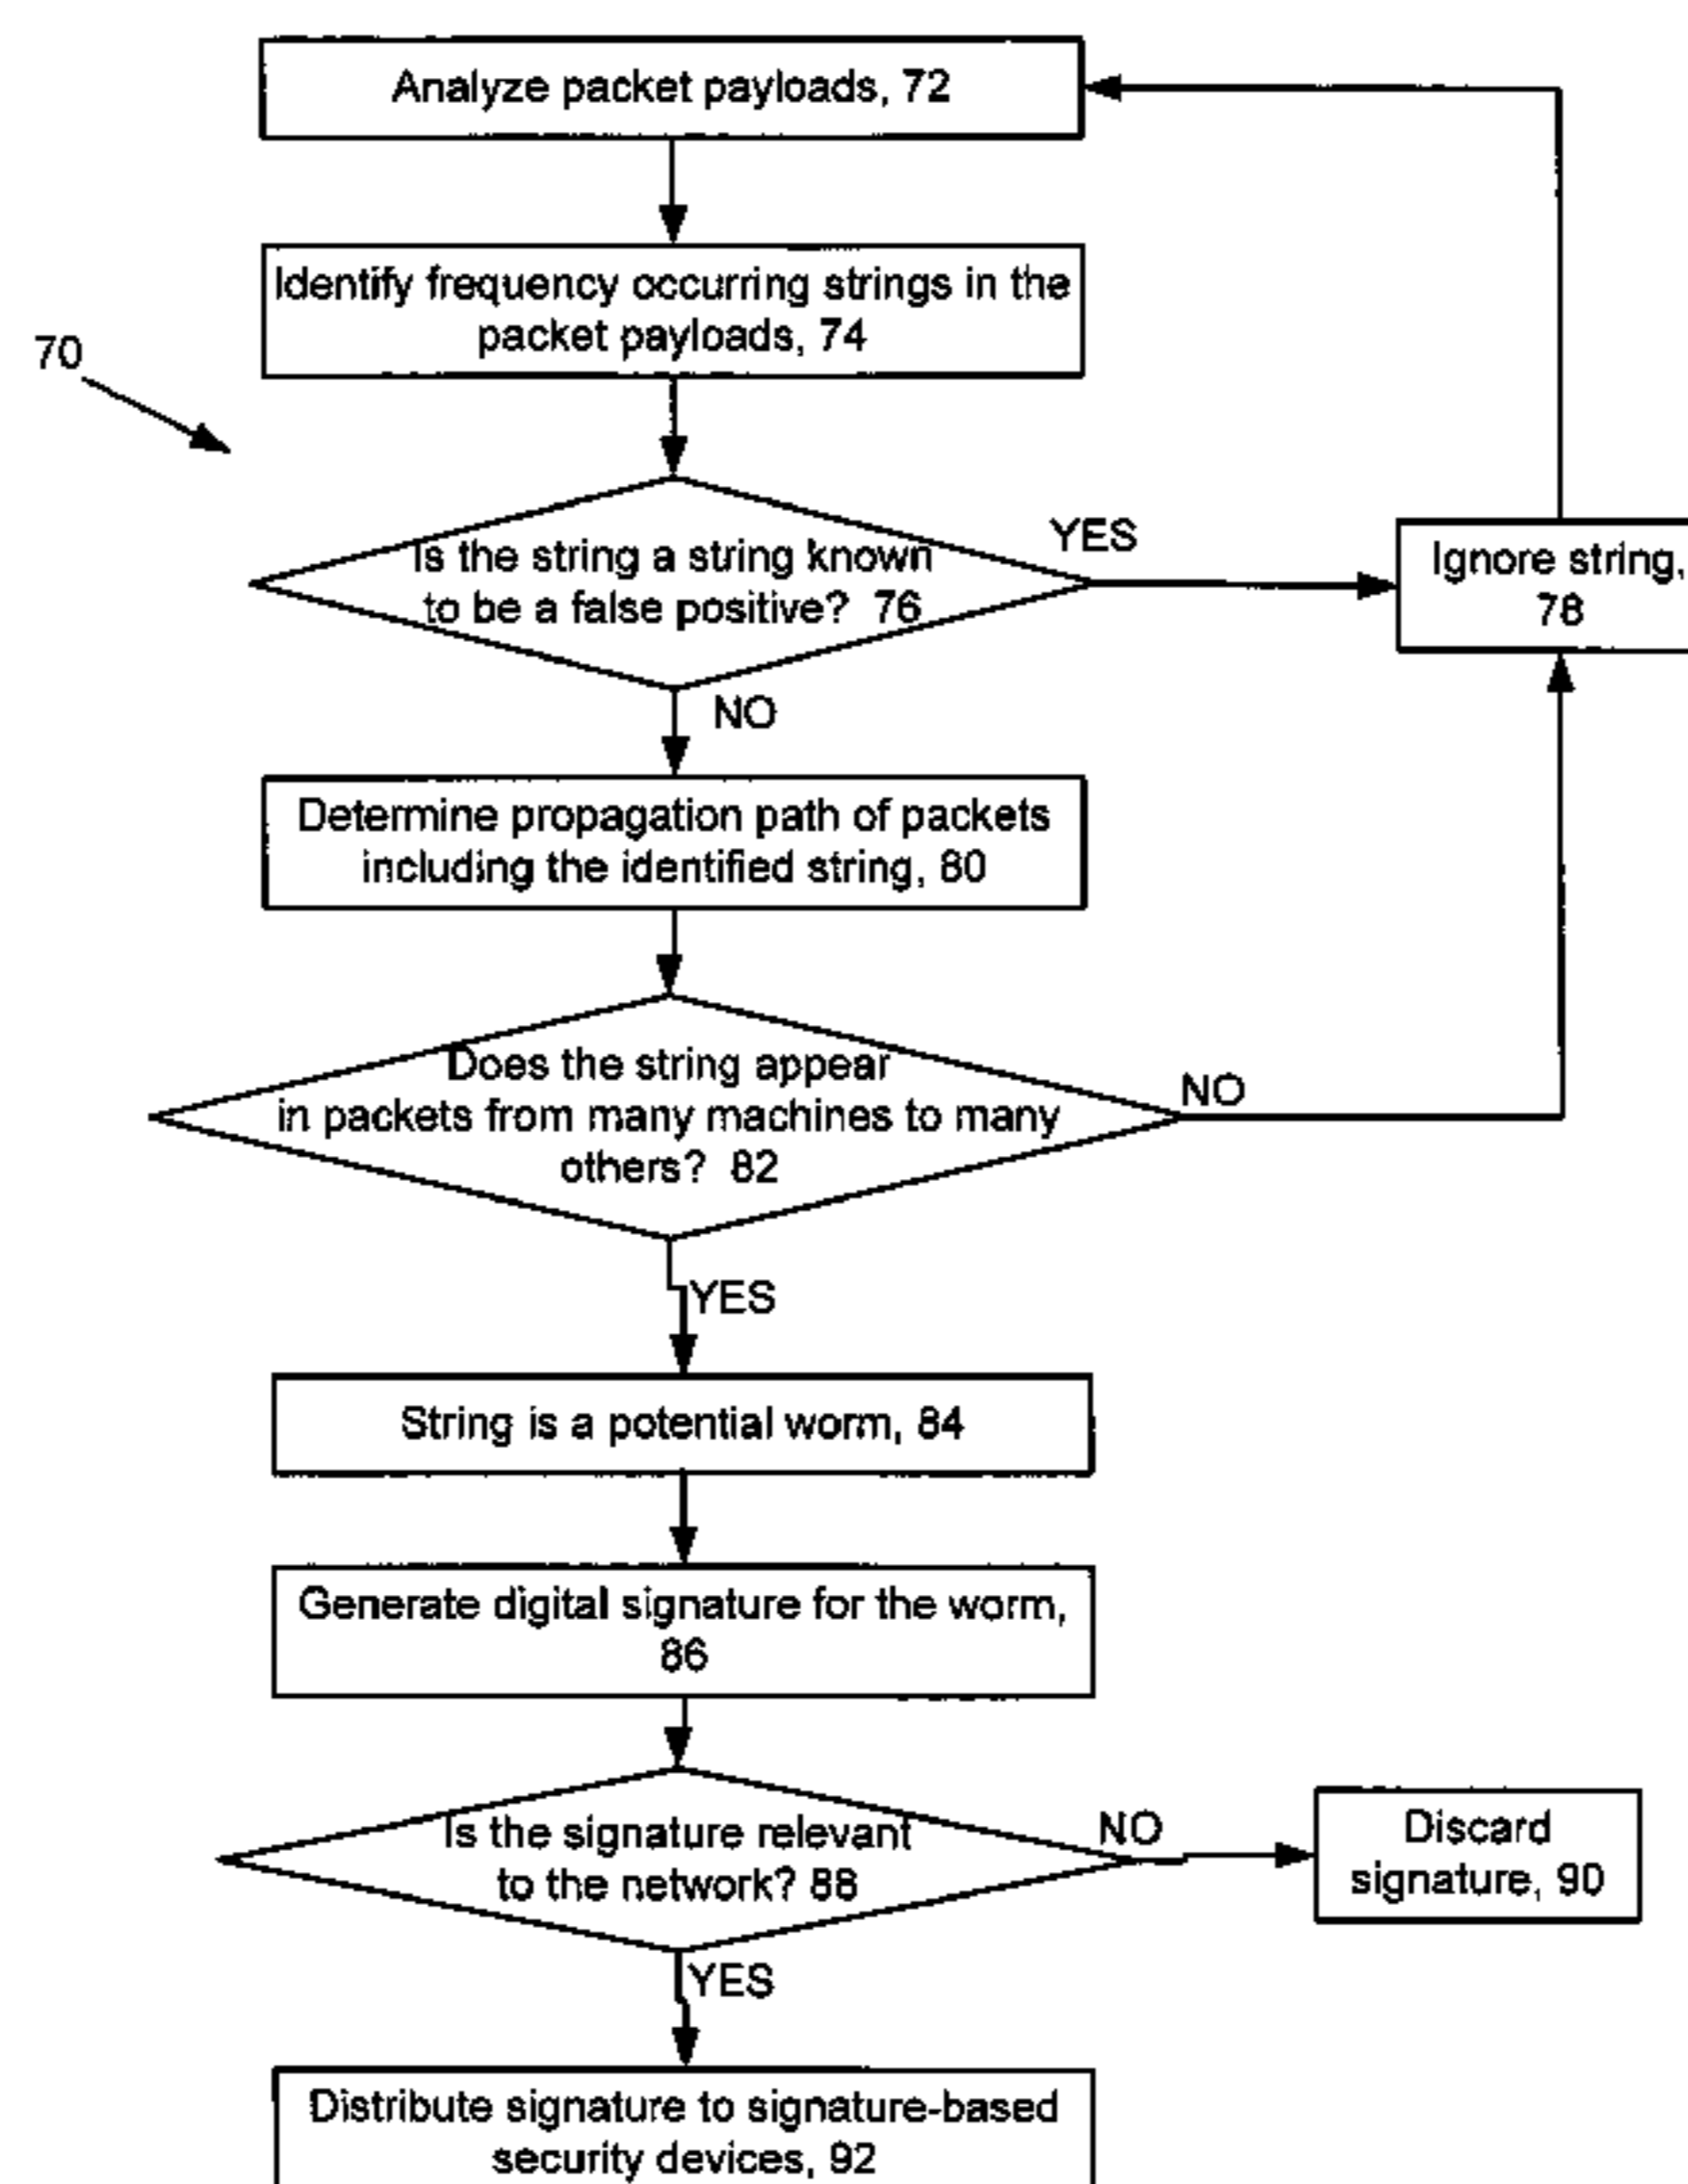 Analyze packet payloads, 72
Identify frequency occurring strings in the
packet payloads, 74
70
Is the string a string known
to be a false positive? 76
YES
Ignore string,
78
NO
Determine propagation path of packets
including the identified string, 80
Does the string appear
in packets from many machines to many
others? 82
NO
YES
String is a potential worm, 84
Generate digital signature for the worm,
86
Is the signature relevant
to the network? 88
NO
Discard
signature, 90
YES
Distribute signature to signature-based
security devices, 92